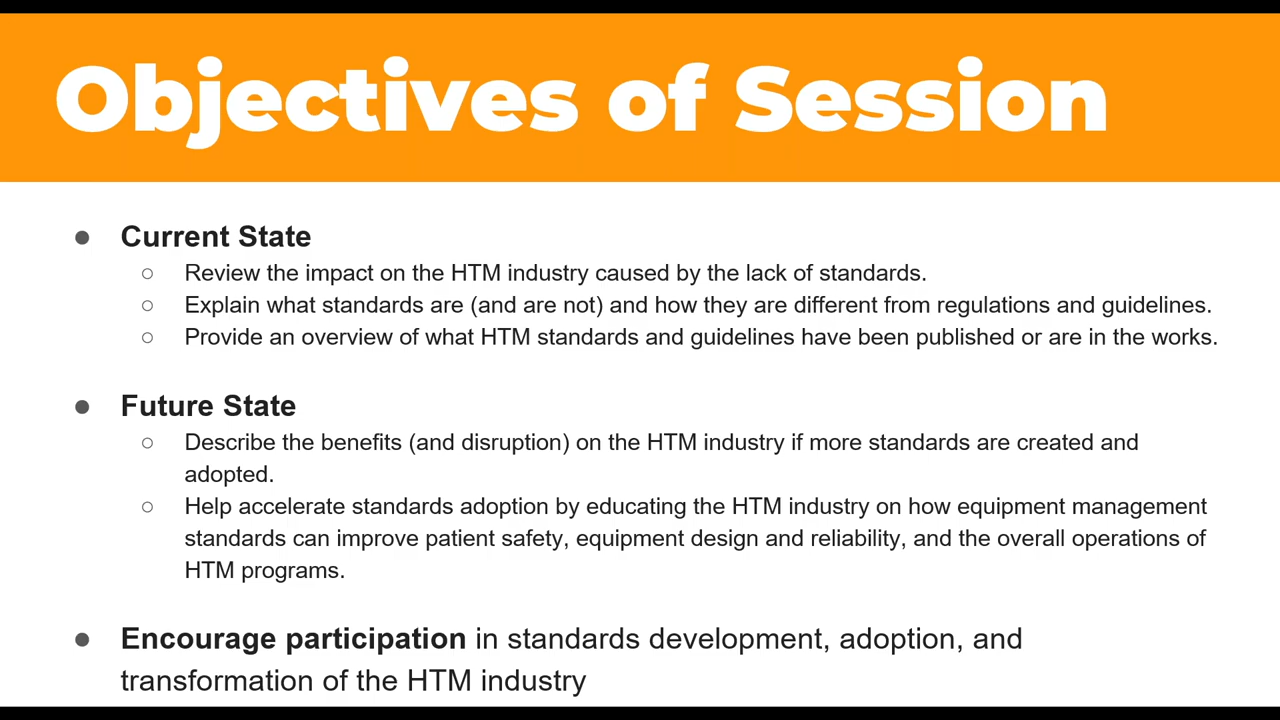 Objectives of Session
● Current State
○ Review the impact on the HTM industry caused by the lack of standards.
○ Explain what standards are (and are not) and how they are different from regulations and guidelines.
○ Provide an overview of what HTM standards and guidelines have been published or are in the works.
● Future State
○ Describe the benefits (and disruption) on the HTM industry if more standards are created and
adopted.
○ Help accelerate standards adoption by educating the HTM industry on how equipment management
standards can improve patient safety, equipment design and reliability, and the overall operations of
HTM programs.
● Encourage participation in standards development, adoption, and
transformation of the HTM industry